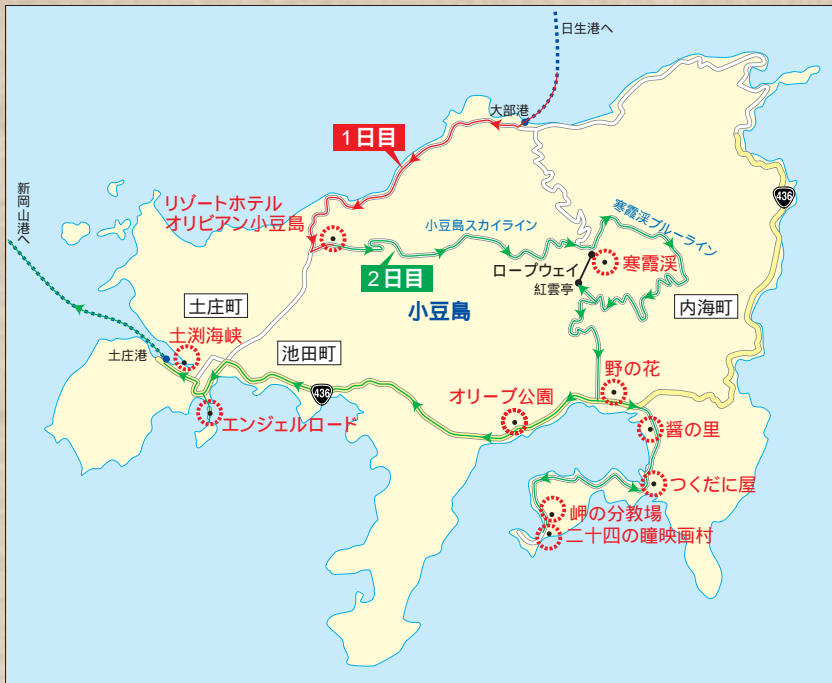 日生港へ
大部港
1日目
新岡山港へ
リゾートホテル
オリビアン小豆島
小豆島スカイライン
寒霞渓ブルーライン
436
2日目
ロープウェイ
紅雲亭
寒霞渓
小豆島
内海町
土庄町
土渕海峡
土庄港
池田町
436
エンジェルロード
オリーブ公園
野の花
醤の里
つくだに屋
岬の分教場
二十四の瞳映画村